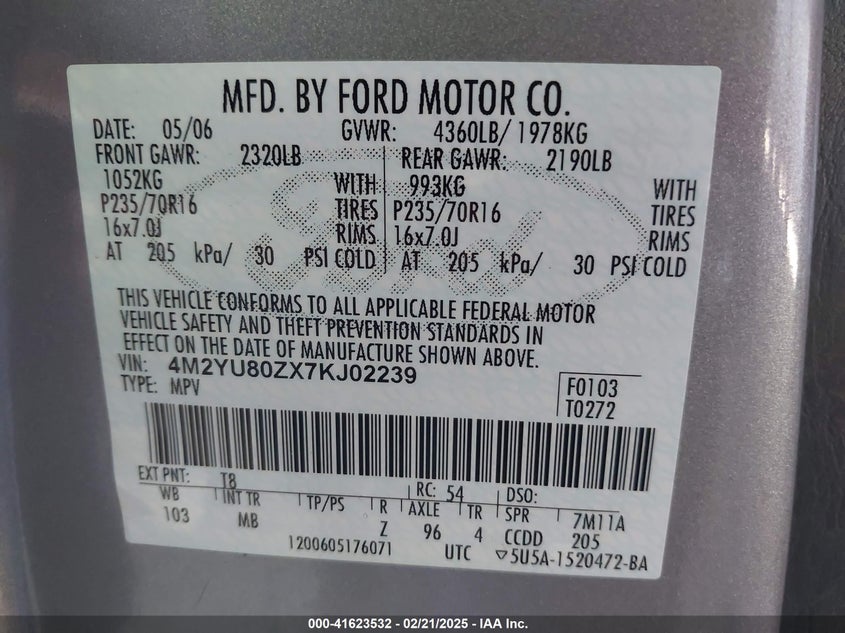 MFD. BY FORD MOTOR CO.
DATE: 05/06 GVWR: 4360LB/ 1978KG
FRONT GAWR: 2320LB REAR GAWR: 2190LB
1052KG WITH 993KG WITH
P235/70R16 TIRES P235/70R16 TIRES
16x7.0J RIMS 16x7.0J RIMS
AT 205 kPa/ 30 PSI COLD AT 205 kPa/ 30 PSI COLD
Ford
THIS VEHICLE CONFORMS TO ALL APPLICABLE FEDERAL MOTOR
VEHICLE SAFETY AND THEFT PREVENTION STANDARDS IN
EFFECT ON THE DATE OF MANUFACTURE SHOWN ABOVE.
VIN: 4M2YU80ZX7KJ02239
TYPE: MPV
F0103
T0272
EXT PNT: T8 RC: 54 DSO:
WB INT TR TP/PS R AXLE TR SPR 7M11A
103 MB Z 96 4 CCDD 205
1200605176071 UTC ▽5U5A-1520472-BA
000-41623532 - 02/21/2025 - IAA Inc.